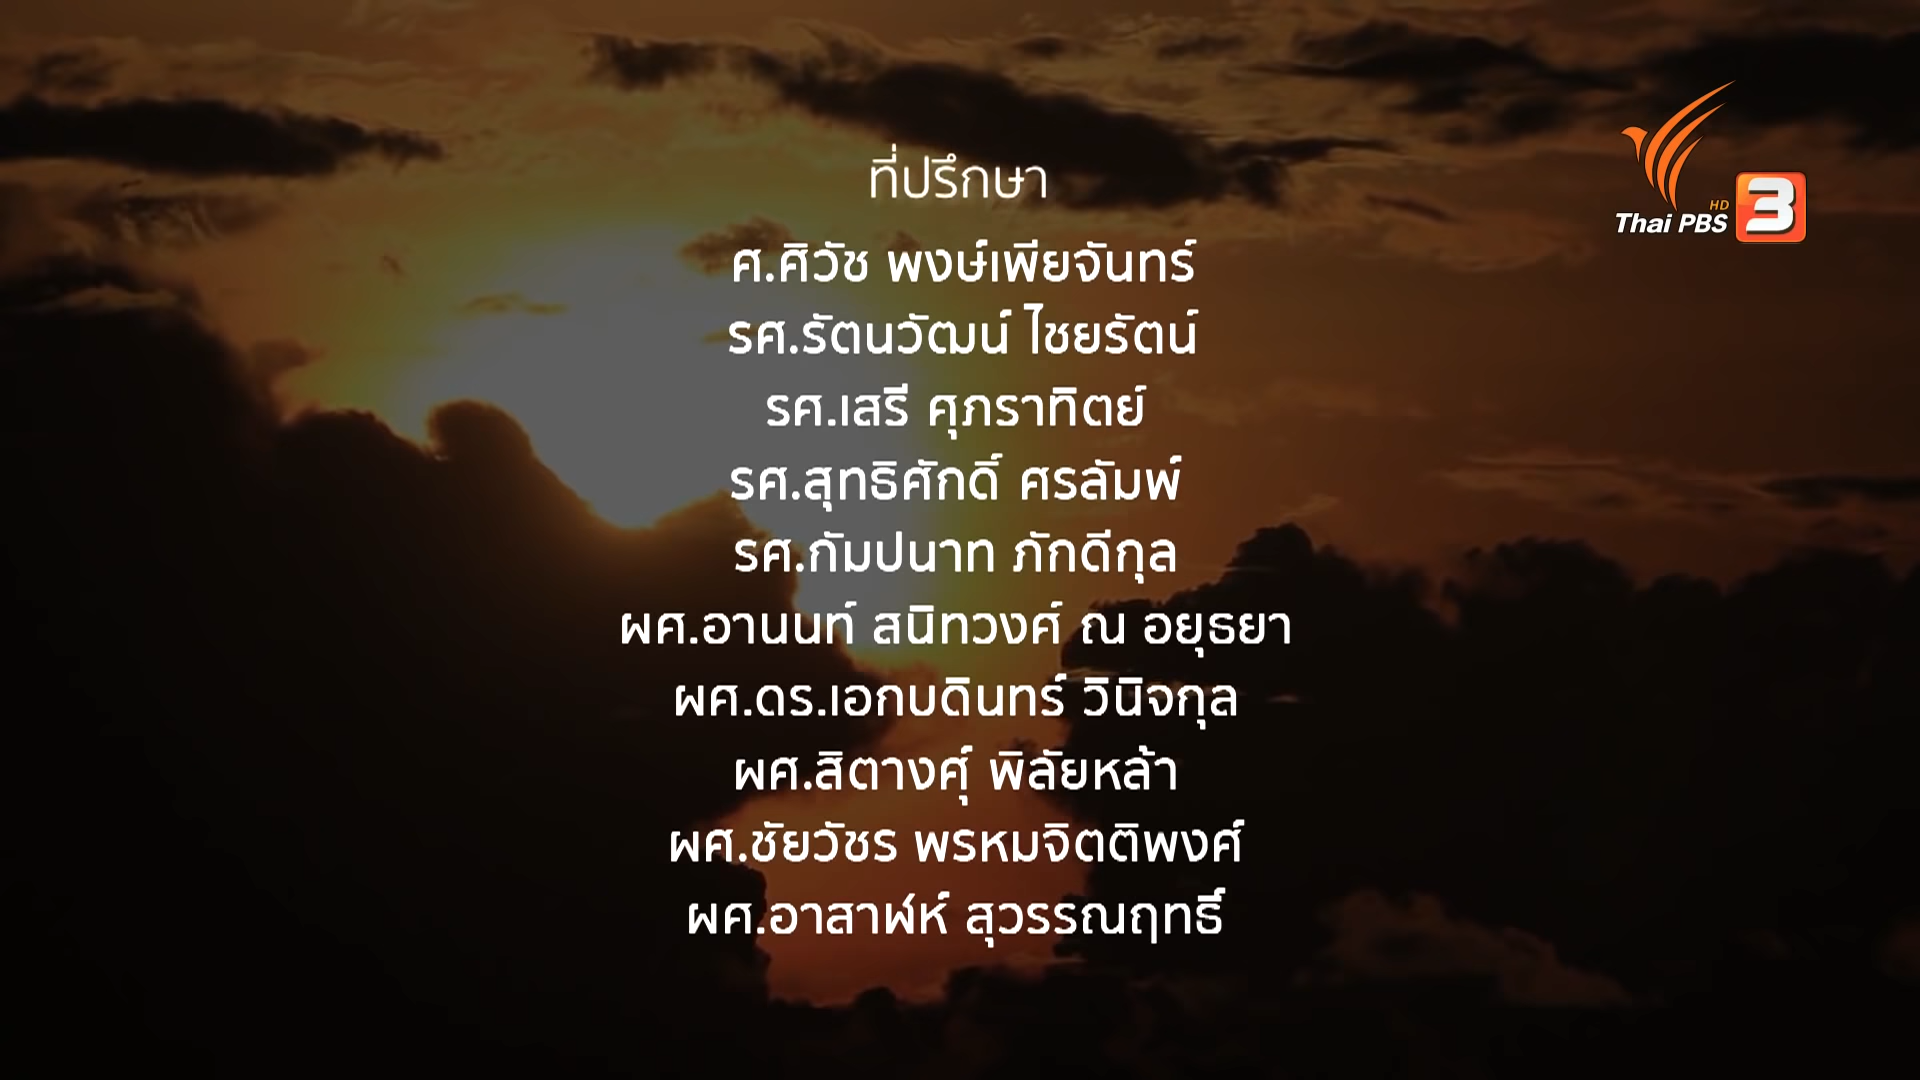 ที่ปรึกษา
ศ.ศิวัช พงษ์เพียจันทร์
รศ.รัตนวัฒน์ ไชยรัตน์
รศ.เสรี ศุภราทิตย์
รศ.สุทธิศักดิ์ ศรลัมพ์
รศ.กัมปนาท ภักดีกุล
ผศ.อานนท์ สนิทวงศ์ ณ อยุธยา
ผศ.ดร.เอกบดินทร์ วินิจกุล
ผศ.สิตางศุ์ พิลัยหล้า
ผศ.ชัยวัชร พรหมจิตติพงศ์
ผศ.อาสาฬห์ สุวรรณฤทธิ์
HD
Thai PBS 3